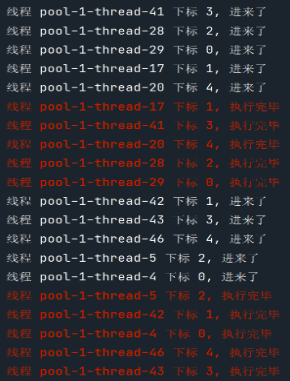 线程 pool-1-thread-41 下标 3, 进来了
线程 pool-1-thread-28 下标 2, 进来了
线程 pool-1-thread-29 下标 0, 进来了
线程 pool-1-thread-17 下标 1, 进来了
线程 pool-1-thread-20 下标 4, 进来了
线程 pool-1-thread-17 下标 1, 执行完毕
线程 pool-1-thread-41 下标 3, 执行完毕
线程 pool-1-thread-20 下标 4, 执行完毕
线程 pool-1-thread-28 下标 2, 执行完毕
线程 pool-1-thread-29 下标 0, 执行完毕
线程 pool-1-thread-42 下标 1, 进来了
线程 pool-1-thread-43 下标 3, 进来了
线程 pool-1-thread-46 下标 4, 进来了
线程 pool-1-thread-5 下标 2, 进来了
线程 pool-1-thread-4 下标 0, 进来了
线程 pool-1-thread-5 下标 2, 执行完毕
线程 pool-1-thread-42 下标 1, 执行完毕
线程 pool-1-thread-4 下标 0, 执行完毕
线程 pool-1-thread-46 下标 4, 执行完毕
线程 pool-1-thread-43 下标 3, 执行完毕